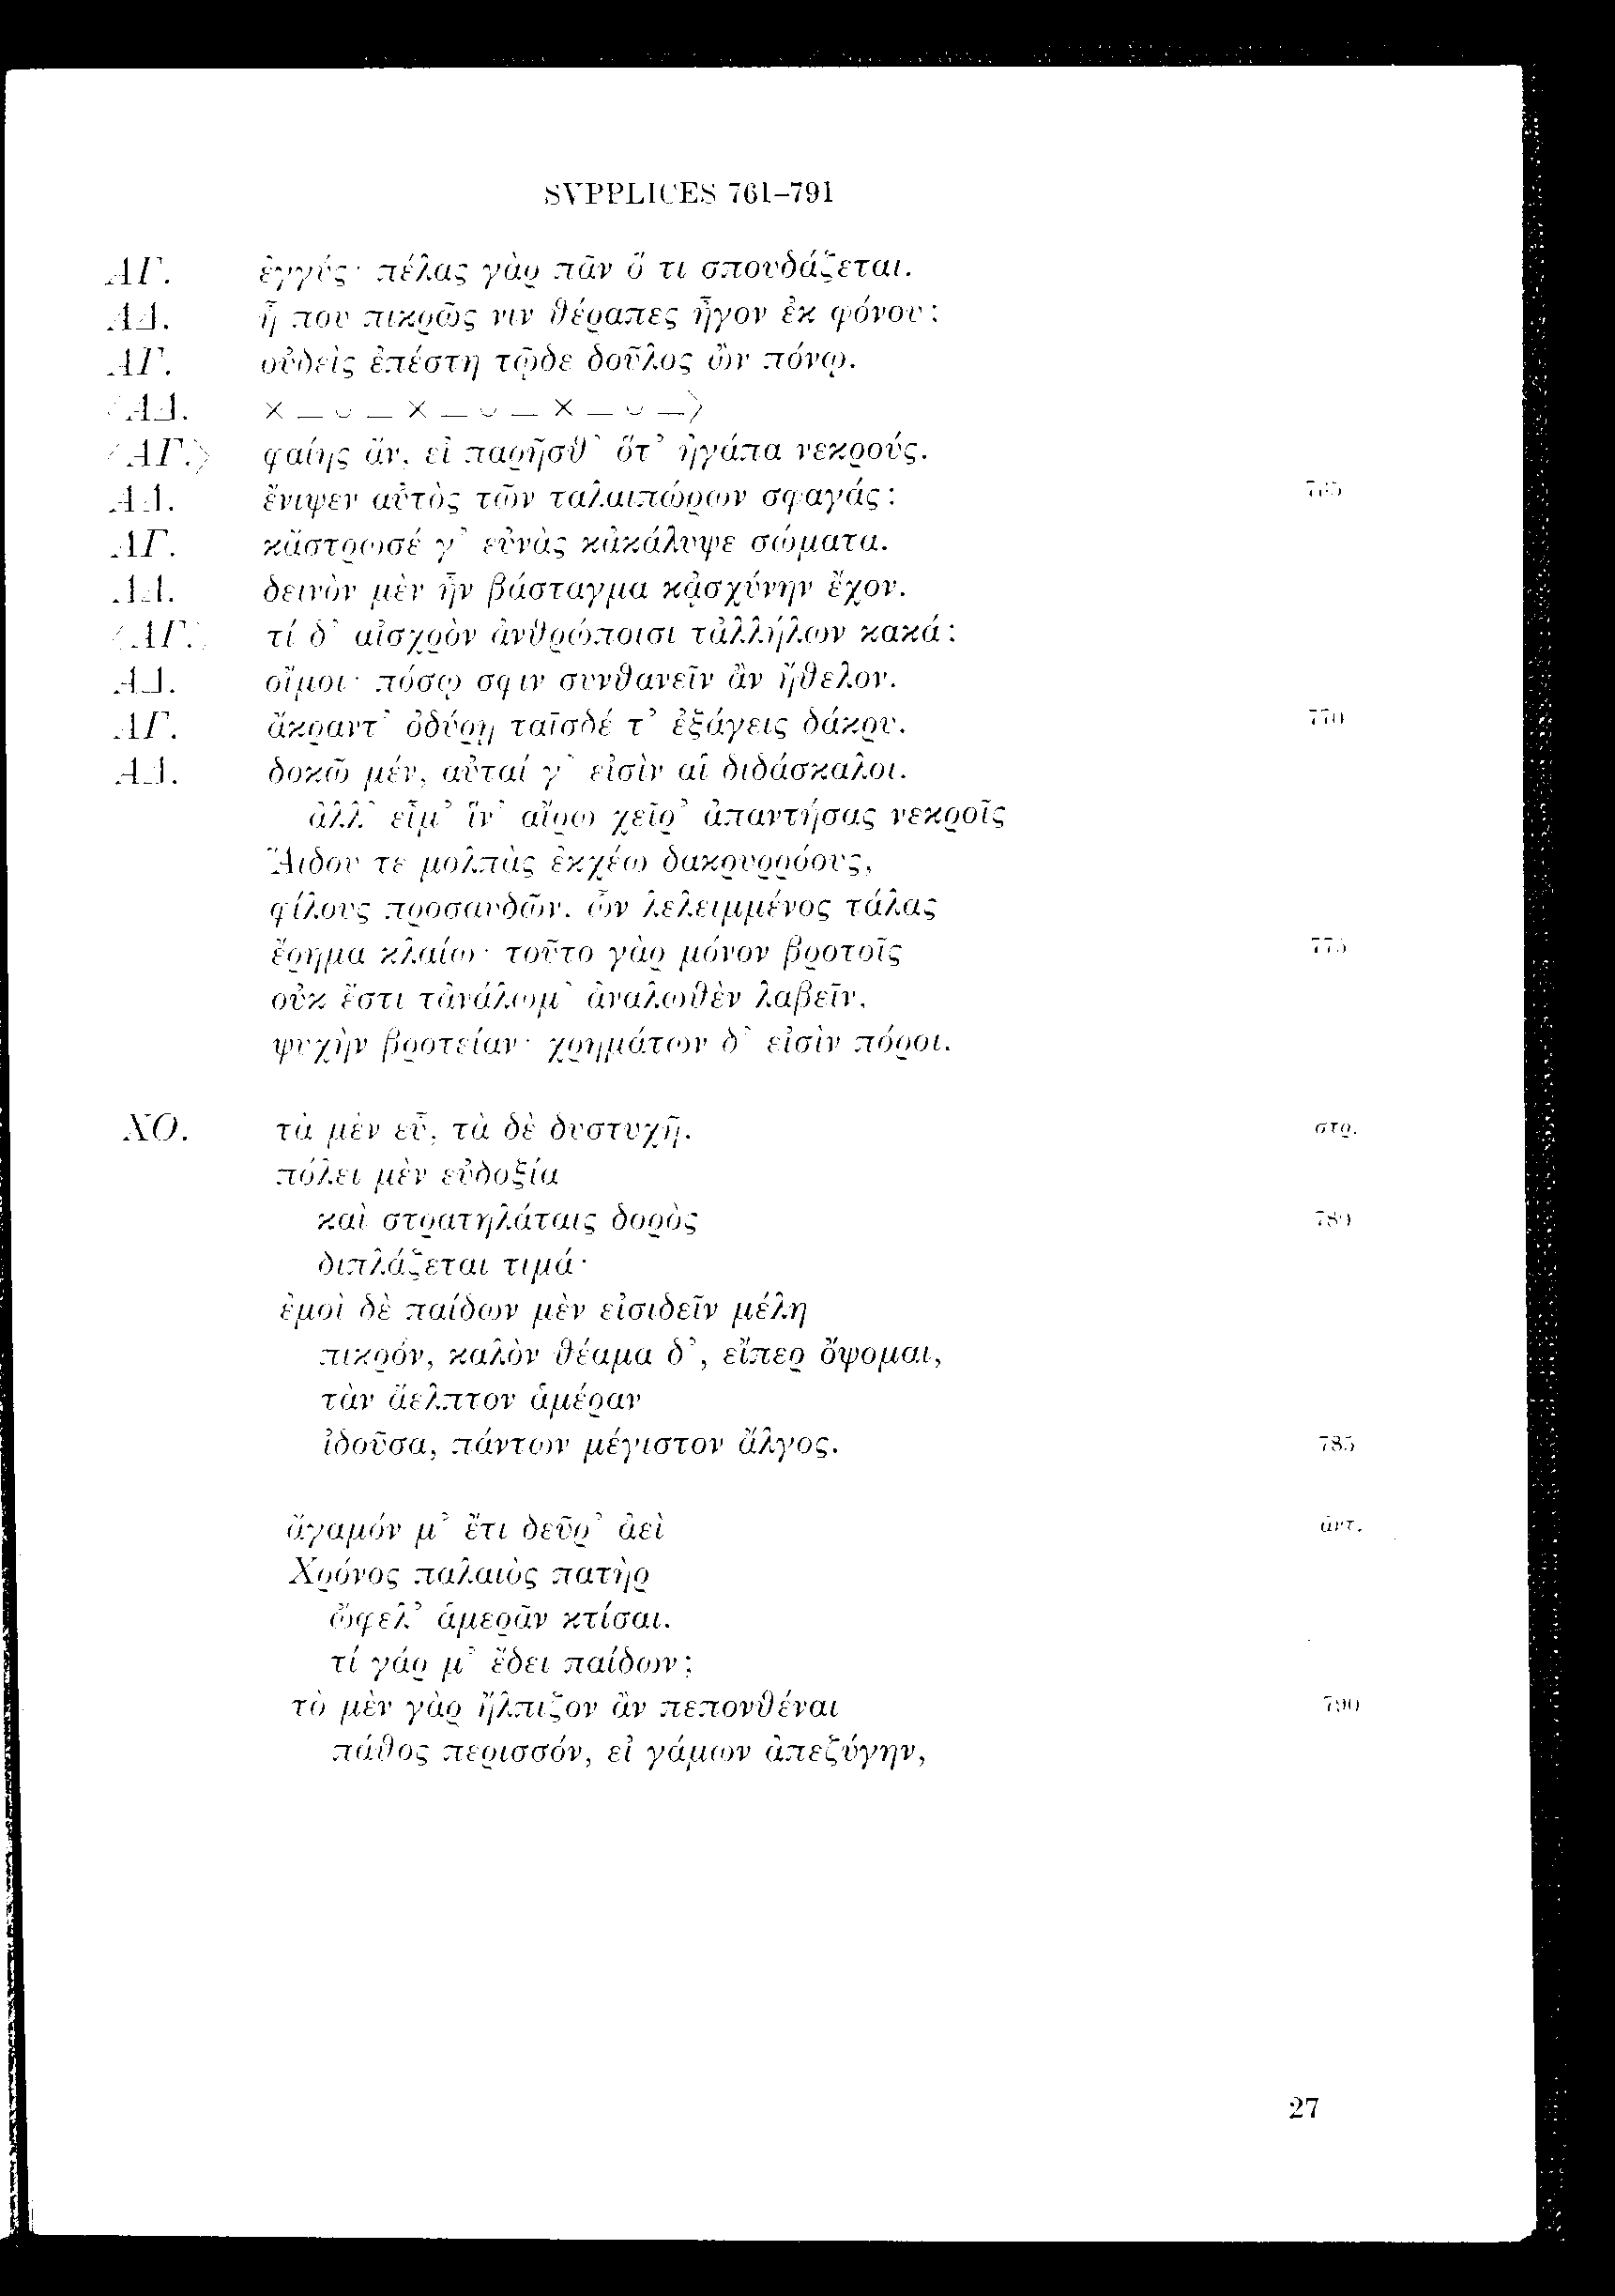 SVPPLICES 761–791
ΑΓ. ἐγγύς· πέλας γὰρ πᾶν ὅ τι σπουδάζεται.
ΑΔ. ἦ που πικρῶς νιν θέραπες ἦγον ἐκ φόνου;
ΑΓ. οὐδεὶς ἐπέστη τῷδε δοῦλος ὢν πόνῳ.
⟨ΑΔ. × – ⏑ – × – ⏑ – × – ⏑ –⟩
⟨ΑΓ.⟩ φαίης ἄν, εἰ παρῆσθ᾽ ὅτ᾽ ἠγάπα νεκρούς.
ΑΔ. ἔνιψεν αὐτὸς τῶν ταλαιπώρων σφαγάς; 765
ΑΓ. κἄστρωσέ γ᾽ εὐνὰς κἀκάλυψε σώματα.
ΑΔ. δεινὸν μὲν ἦν βάσταγμα κᾀσχύνην ἔχον.
⟨ΑΓ.⟩ τί δ᾽ αἰσχρὸν ἀνθρώποισι τἀλλήλων κακά;
ΑΔ. οἴμοι· πόσῳ σφιν συνθανεῖν ἂν ἤθελον.
ΑΓ. ἄκραντ᾽ ὀδύρῃ ταῖσδέ τ᾽ ἐξάγεις δάκρυ. 770
ΑΔ. δοκῶ μέν, αὗταί γ᾽ εἰσὶν αἱ διδάσκαλοι.
ἀλλ᾽ εἶμ᾽ ἵν᾽ αἴρω χεῖρ᾽ ἀπαντήσας νεκροῖς
Ἅιδου τε μολπὰς ἐκχέω δακρυρρόους,
φίλους προσαυδῶν, ὧν λελειμμένος τάλας
ἔρημα κλαίω· τοῦτο γὰρ μόνον βροτοῖς 775
οὐκ ἔστι τἀνάλωμ᾽ ἀναλωθὲν λαβεῖν,
ψυχὴν βροτείαν· χρημάτων δ᾽ εἰσὶν πόροι.
ΧΟ. τὰ μὲν εὖ, τὰ δὲ δυστυχῆ. στρ.
πόλει μὲν εὐδοξία
καὶ στρατηλάταις δορὸς 780
διπλάζεται τιμά·
ἐμοὶ δὲ παίδων μὲν εἰσιδεῖν μέλη
πικρόν, καλὸν θέαμα δ᾽, εἴπερ ὄψομαι,
τὰν ἄελπτον ἁμέραν
ἰδοῦσα, πάντων μέγιστον ἄλγος. 785
ἄγαμόν μ᾽ ἔτι δεῦρ᾽ ἀεὶ ἀντ.
Χρόνος παλαιὸς πατὴρ
ὤφελ᾽ ἁμερᾶν κτίσαι.
τί γάρ μ᾽ ἔδει παίδων;
τὸ μὲν γὰρ ἤλπιζον ἂν πεπονθέναι 790
πάθος περισσόν, εἰ γάμων ἀπεζύγην,
27